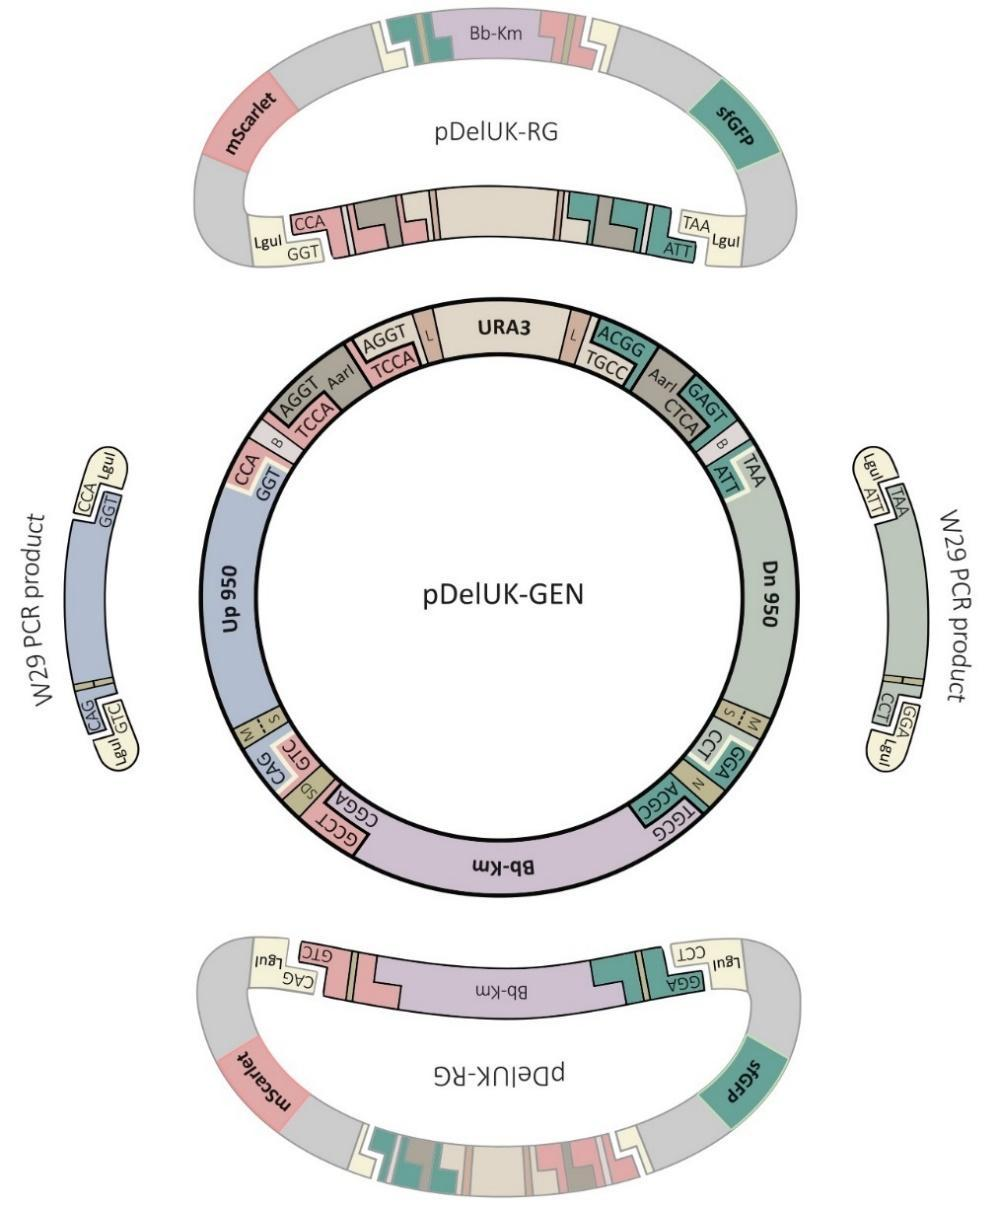 Bb-Km
mScarlet
sfGFP
pDelUK-RG
CCA
LguI
GGT
TAA
LguI
ATT
AGGT
L
URA3
L
ACGG
TCCA
TGCC
AGGT
AarI
AarI
GAGT
TCCA
CTCA
B
B
CCA
GGT
TAA
ATT
LguI
CCA
GGT
W29 PCR product
CAG
GTC
LguI
Up 950
pDelUK-GEN
Dn 950
LguI
ATT
TAA
W29 PCR product
CCT
GGA
LguI
M
S
S
M
CAG
GTC
CCT
GGA
SD
N
GCCT
CGGA
ACGC
TGCG
Bb-Km
LguI
CAG
GTC
Bb-Km
CCT
LguI
GGA
mScarlet
pDelUK-RG
sfGFP